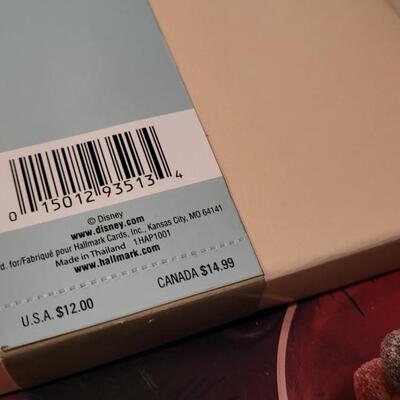 0 15012 93513 4
© Disney
www.disney.com
d. for/Fabriqué pour Hallmark Cards, Inc., Kansas City, MO 64141
Made in Thailand 1HAP1001
www.hallmark.com
U.S.A. $12.00 CANADA $14.99